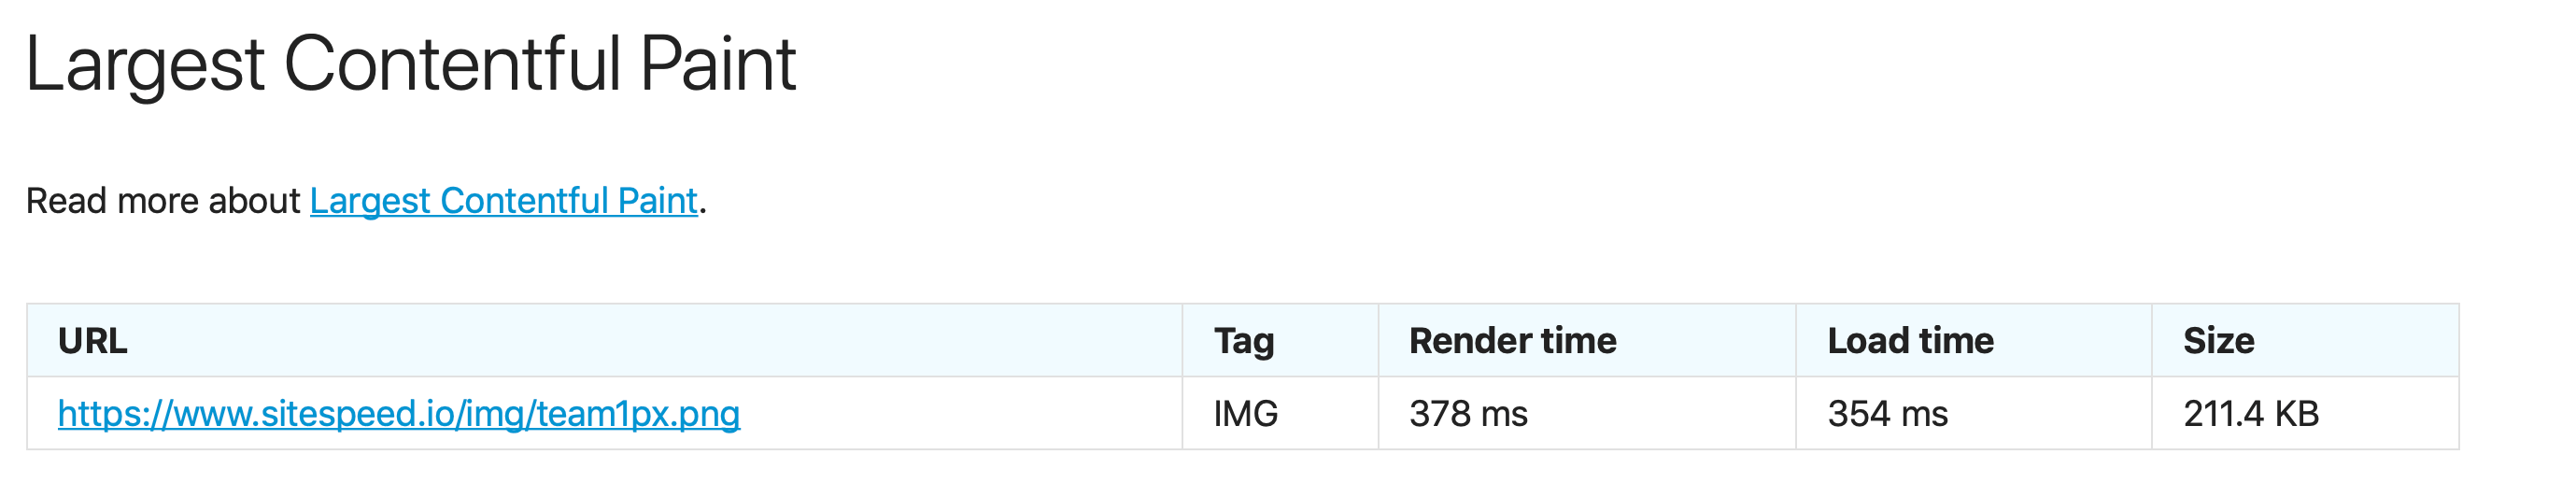 Largest Contentful Paint
Read more about Largest Contentful Paint.
URL Tag Render time Load time Size
https://www.sitespeed.io/img/team1px.png IMG 378 ms 354 ms 211.4 KB